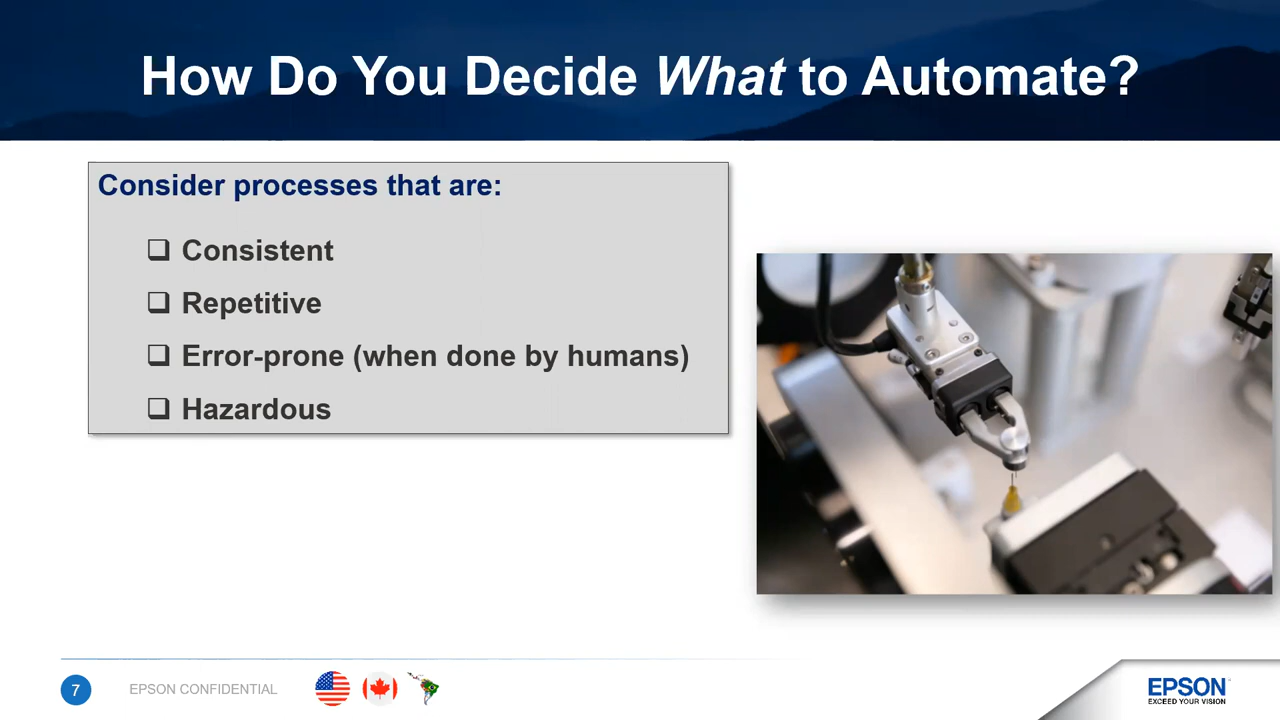 How Do You Decide What to Automate?
Consider processes that are:
❑ Consistent
❑ Repetitive
❑ Error-prone (when done by humans)
❑ Hazardous
7
EPSON CONFIDENTIAL
EPSON
EXCEED YOUR VISION